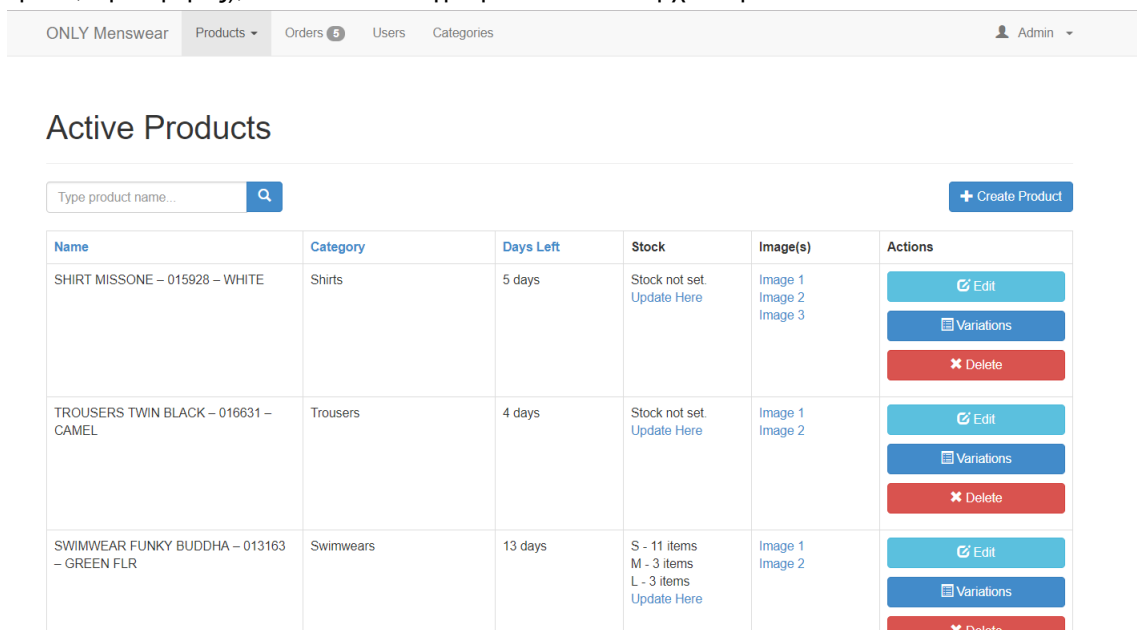 ONLY Menswear Products Orders 5 Users Categories Admin
Active Products
Type product name...
Create Product
Name Category Days Left Stock Image(s) Actions
SHIRT MISSONE – 015928 – WHITE Shirts 5 days Stock not set. Image 1 Edit
Update Here Image 2
Image 3 Variations
Delete
TROUSERS TWIN BLACK – 016631 – Trousers 4 days Stock not set. Image 1 Edit
CAMEL Update Here Image 2
Variations
Delete
SWIMWEAR FUNKY BUDDHA – 013163 Swimwears 13 days S - 11 items Image 1 Edit
– GREEN FLR M - 3 items Image 2
L - 3 items Variations
Update Here
Delete